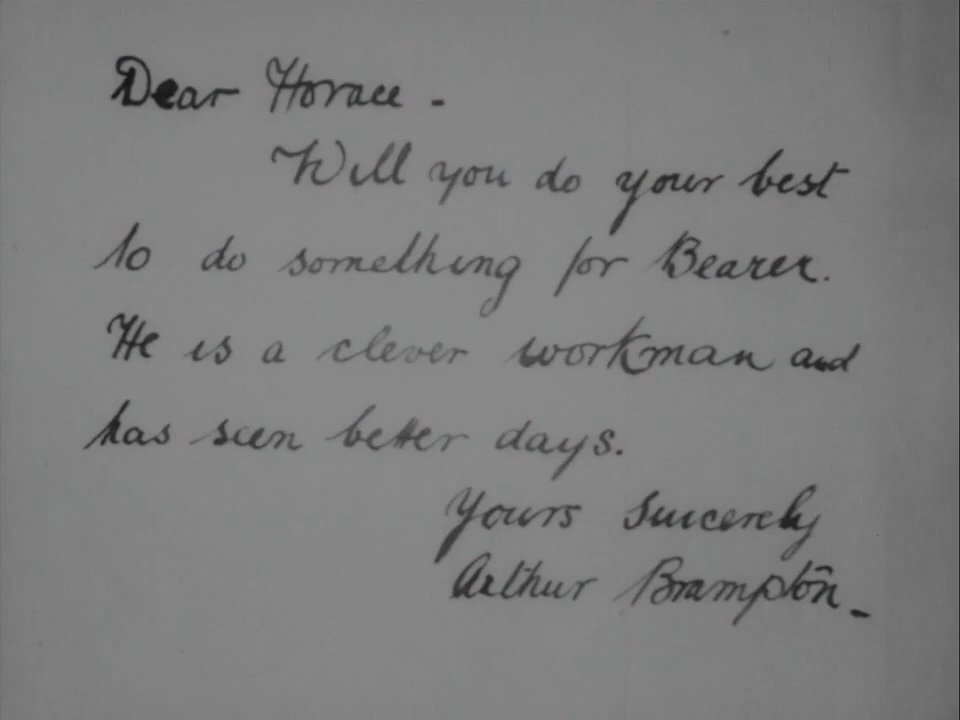 Dear Horace -
Will you do your best
to do something for Bearer.
He is a clever workman and
has seen better days.
Yours sincerely
Arthur Brampton_